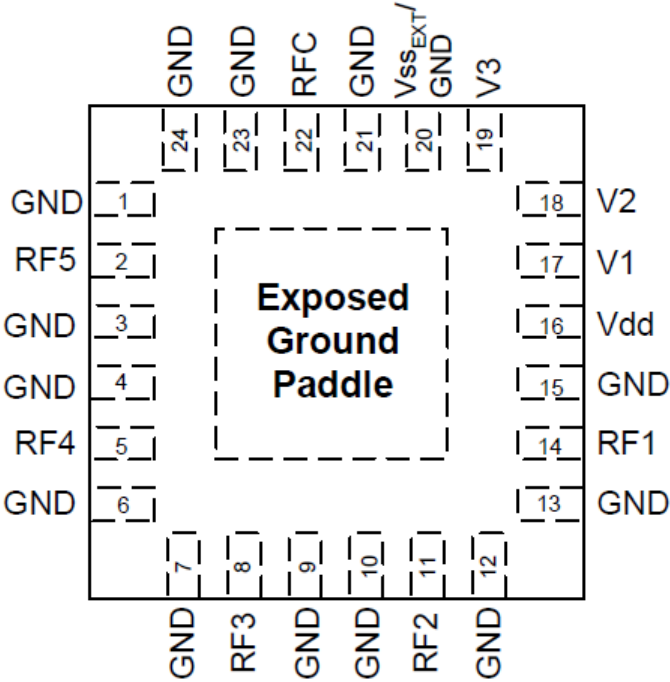 GND
GND
RFC
GND
VssEXT/
GND
V3
24
23
22
21
20
19
GND 1
RF5 2
GND 3
GND 4
RF4 5
GND 6
18 V2
17 V1
16 Vdd
15 GND
14 RF1
13 GND
Exposed
Ground
Paddle
7
8
9
10
11
12
GND
RF3
GND
GND
RF2
GND